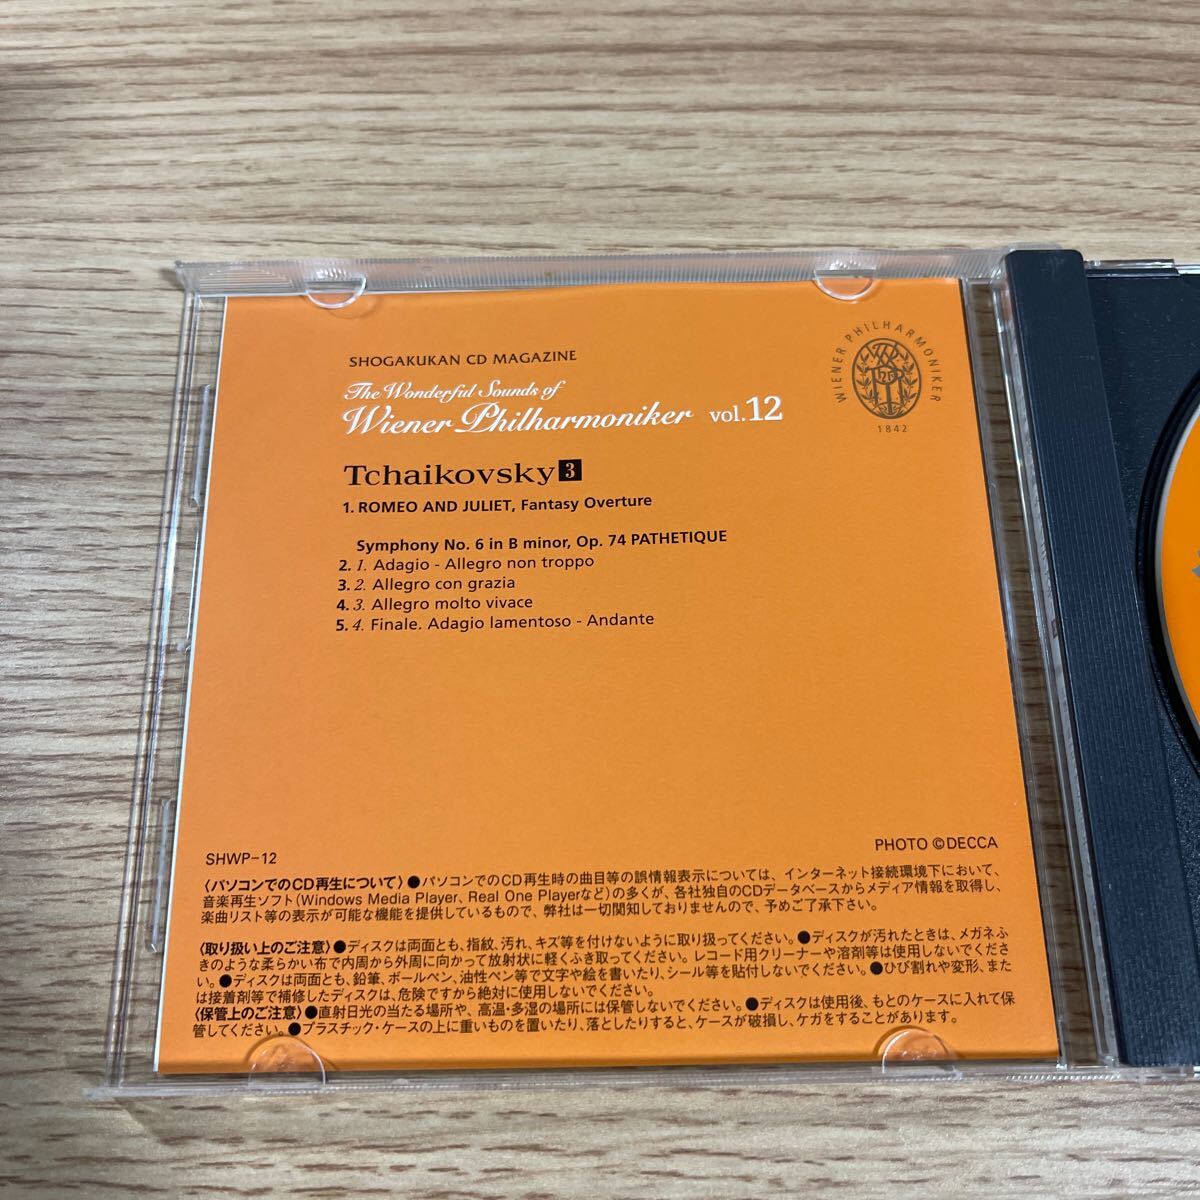 SHOGAKUKAN CD MAGAZINE
The Wonderful Sounds of
Wiener Philharmoniker vol.12
WIENER PHILHARMONIKER
1842
Tchaikovsky 3
1. ROMEO AND JULIET, Fantasy Overture
Symphony No. 6 in B minor, Op. 74 PATHETIQUE
2. 1. Adagio - Allegro non troppo
3. 2. Allegro con grazia
4. 3. Allegro molto vivace
5. 4. Finale. Adagio lamentoso - Andante
SHWP-12
PHOTO ©DECCA
〈パソコンでのCD再生について〉●パソコンでのCD再生時の曲目等の誤情報表示については、インターネット接続環境下において、
音楽再生ソフト(Windows Media Player、Real One Playerなど)の多くが、各社独自のCDデータベースからメディア情報を取得し、
楽曲リスト等の表示が可能な機能を提供しているもので、弊社は一切関知しておりませんので、予めご了承下さい。
〈取り扱い上のご注意〉●ディスクは両面とも、指紋、汚れ、キズ等を付けないように取り扱ってください。●ディスクが汚れたときは、メガネふ
きのような柔らかい布で内周から外周に向かって放射状に軽くふき取ってください。レコード用クリーナーや溶剤等は使用しないでくださ
い。●ディスクは両面とも、鉛筆、ボールペン、油性ペン等で文字や絵を書いたり、シール等を貼付しないでください。●ひび割れや変形、また
は接着剤等で補修したディスクは、危険ですから絶対に使用しないでください。
〈保管上のご注意〉●直射日光の当たる場所や、高温・多湿の場所には保管しないでください。●ディスクは使用後、もとのケースに入れて保
管してください。●プラスチック・ケースの上に重いものを置いたり、落としたりすると、ケースが破損し、ケガをすることがあります。